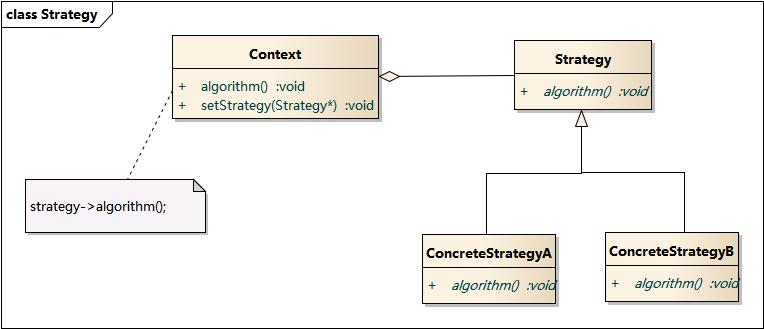 class Strategy
Context
+ algorithm() :void
+ setStrategy(Strategy*) :void
Strategy
+ algorithm() :void
strategy->algorithm();
ConcreteStrategyA
+ algorithm() :void
ConcreteStrategyB
+ algorithm() :void